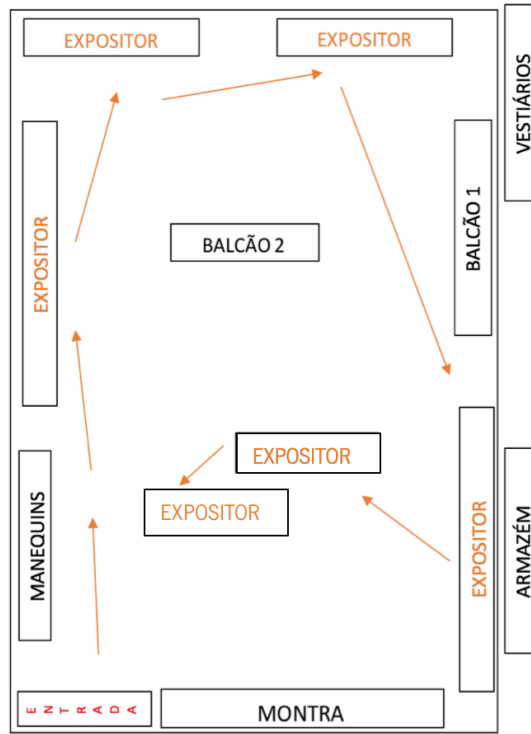 EXPOSITOR
EXPOSITOR
VESTIÁRIOS
EXPOSITOR
BALCÃO 1
BALCÃO 2
EXPOSITOR
EXPOSITOR
MANEQUINS
EXPOSITOR
ARMAZÉM
ENTRADA
MONTRA